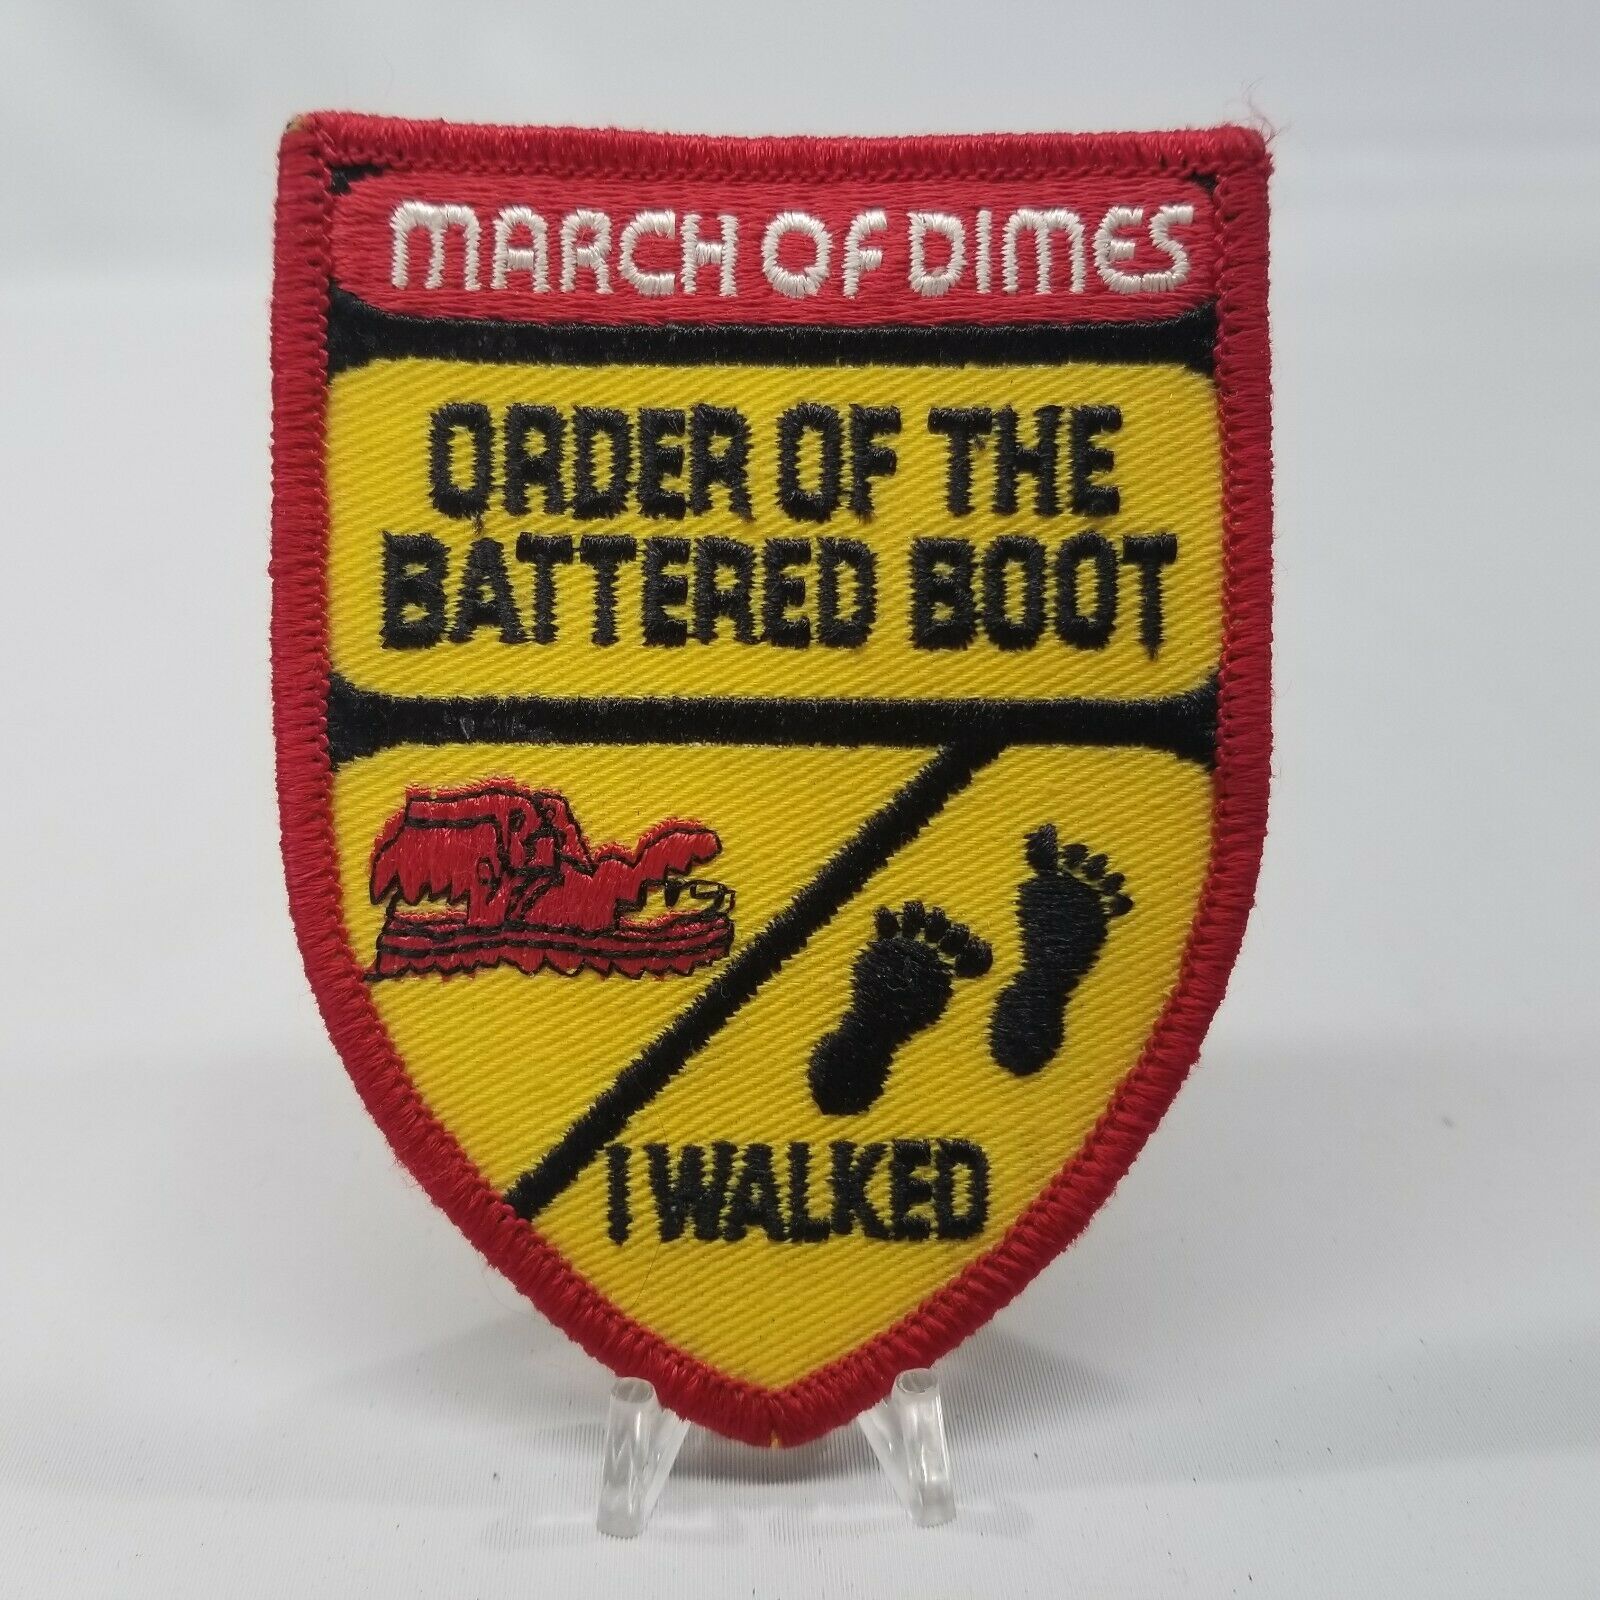 MARCH OF DIMES
ORDER OF THE
BATTERED BOOT
I WALKED